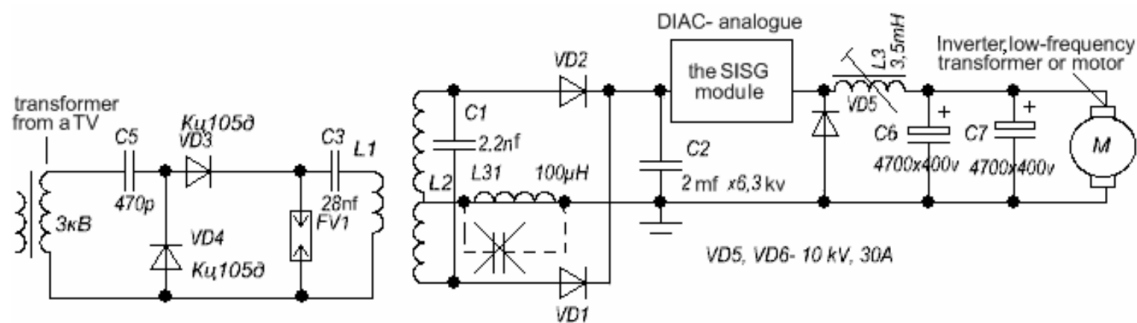 DIAC- analogue
Inverter, low-frequency
transformer or motor
transformer
from a TV
C5
Кц105д
VD3
C3
L1
470p
28nf
FV1
3кВ
VD4
Кц105д
VD2
C1
2.2nf
L2
L31
100μH
C2
2 mf x6,3 kv
the SISG
module
L3
3,5mH
VD5
C6
4700x400v
C7
4700x400v
M
VD5, VD6- 10 kV, 30A
VD1
+
+